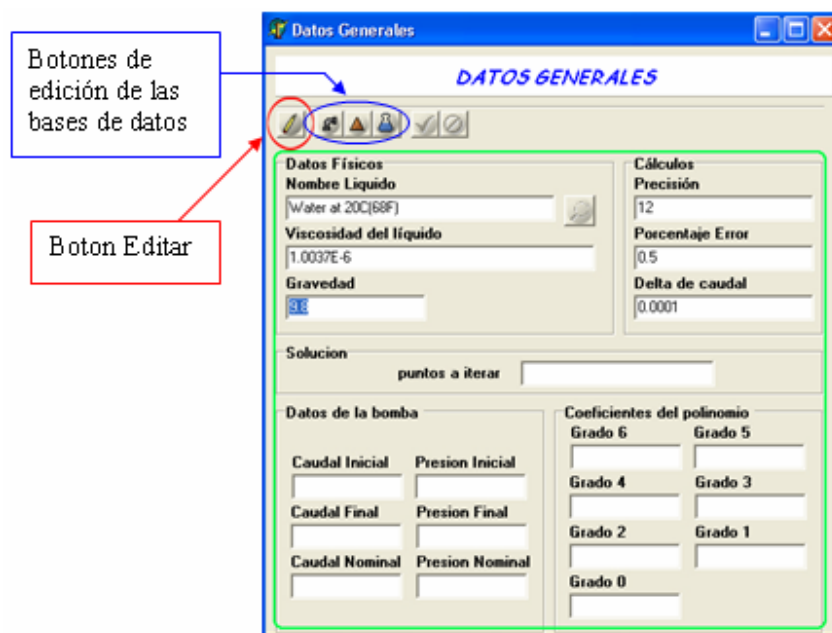 Datos Generales
Botones de
edición de las
bases de datos
Boton Editar
DATOS GENERALES
Datos Físicos
Nombre Liquido
Water at 20C(68F)
Viscosidad del líquido
1.0037E-6
Gravedad
9.8
Cálculos
Precisión
12
Porcentaje Error
0.5
Delta de caudal
0.0001
Solucion
puntos a iterar
Datos de la bomba
Caudal Inicial Presion Inicial
Caudal Final Presion Final
Caudal Nominal Presion Nominal
Coeficientes del polinomio
Grado 6 Grado 5
Grado 4 Grado 3
Grado 2 Grado 1
Grado 0